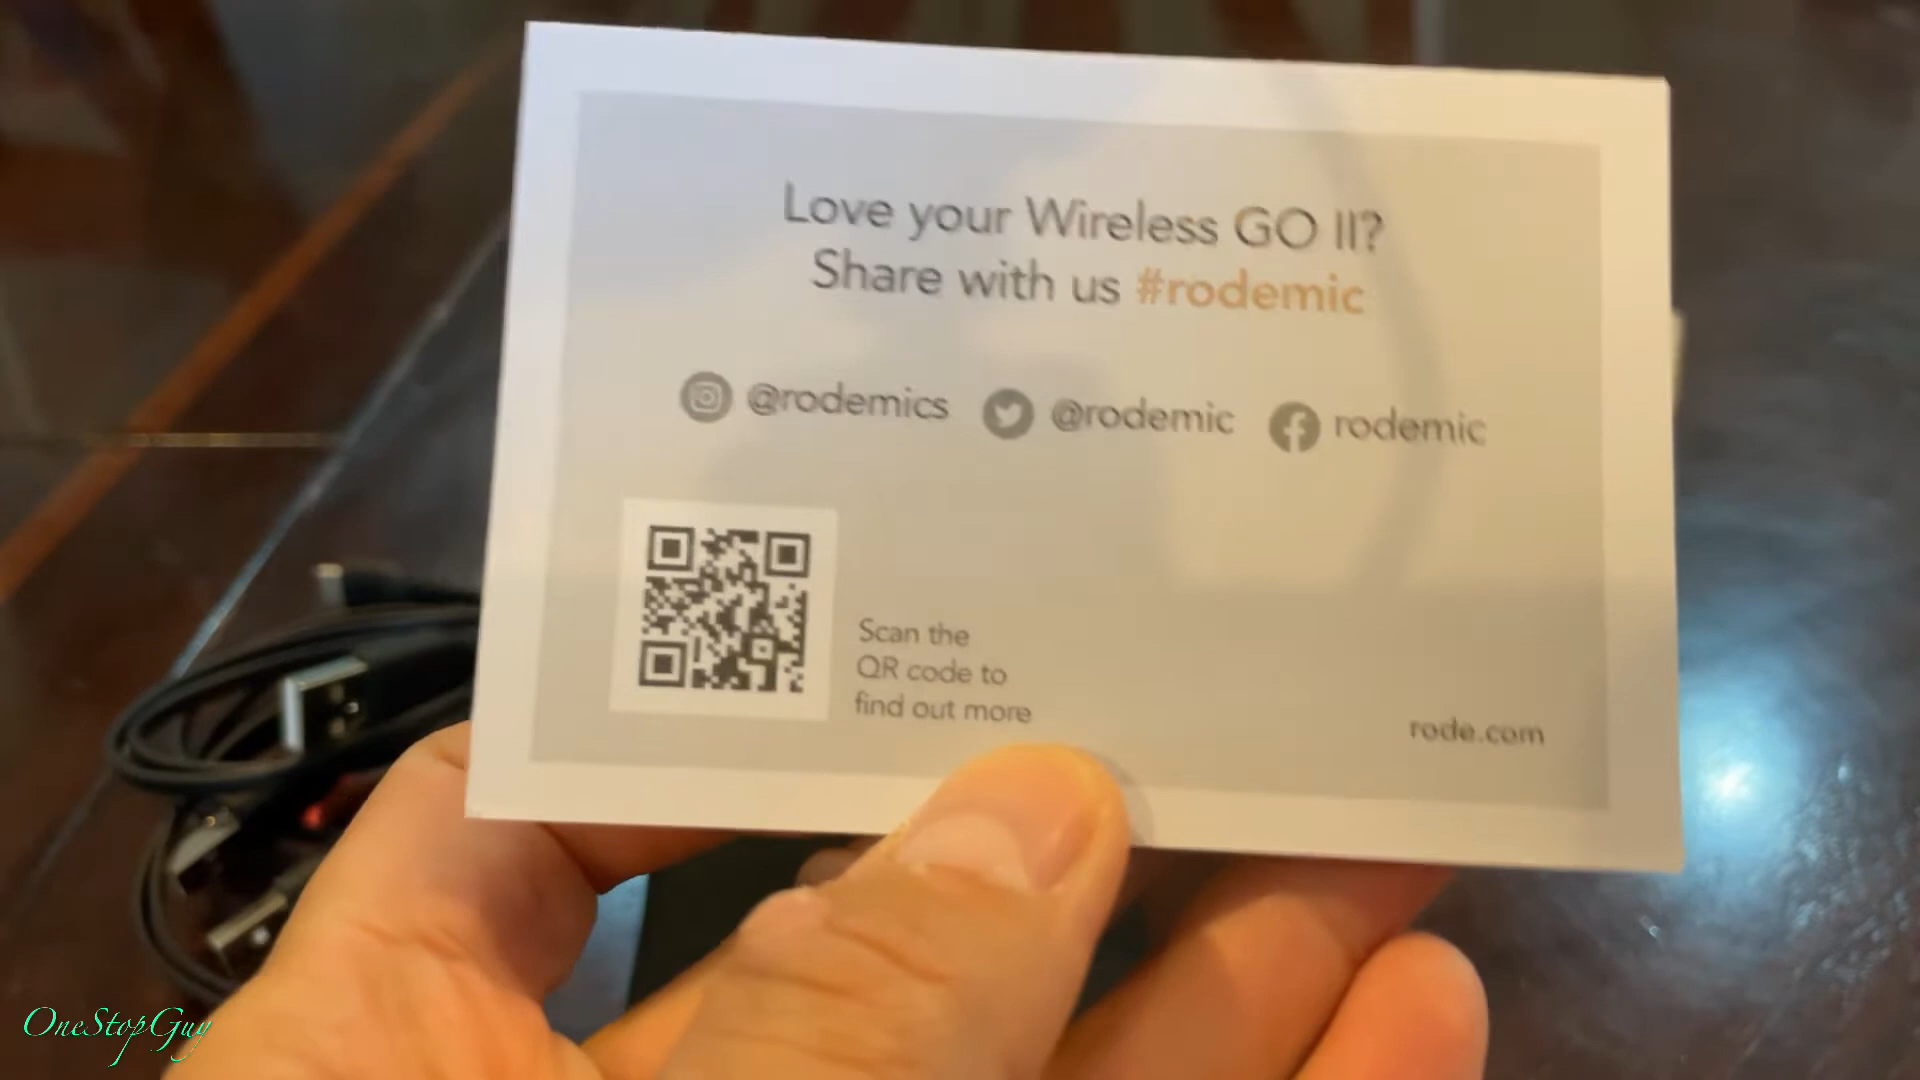 Love your Wireless GO II?
Share with us #rodemic
@rodemics @rodemic rodemic
Scan the
QR code to
find out more
rode.com
OneStopGuy